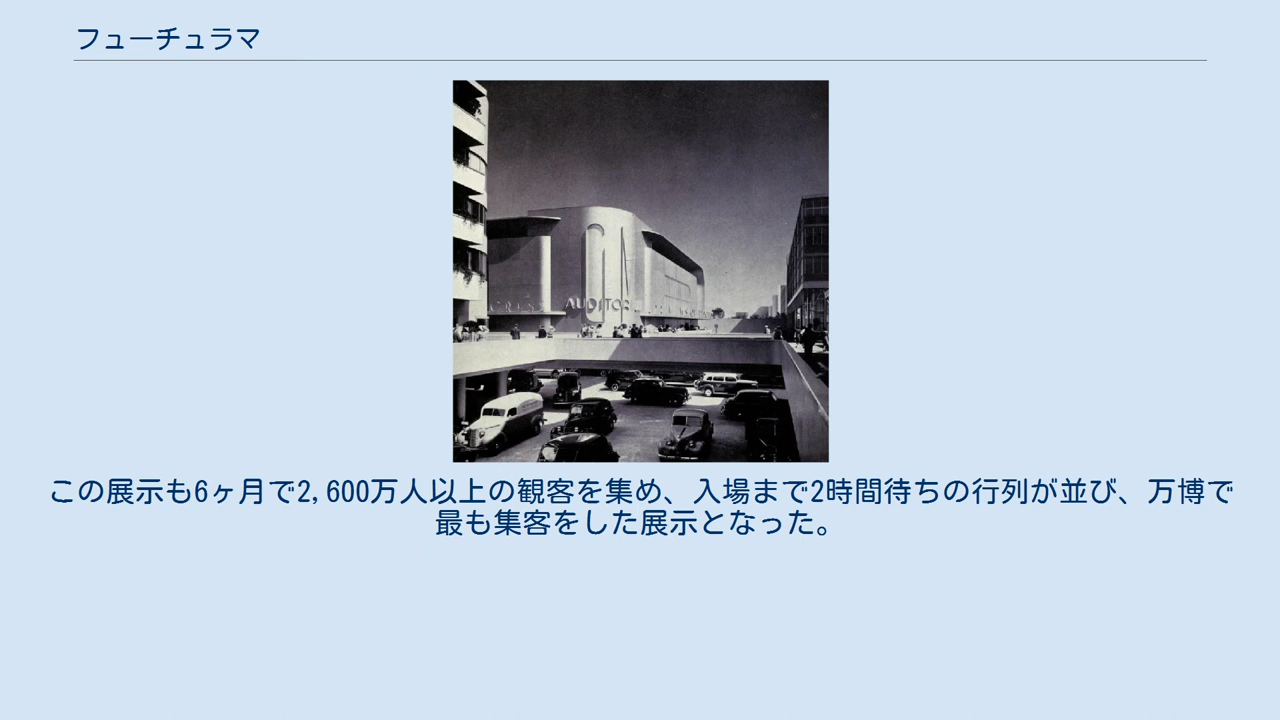 フューチュラマ
AUDITO
この展示も6ヶ月で2,600万人以上の観客を集め、入場まで2時間待ちの行列が並び、万博で
最も集客をした展示となった。